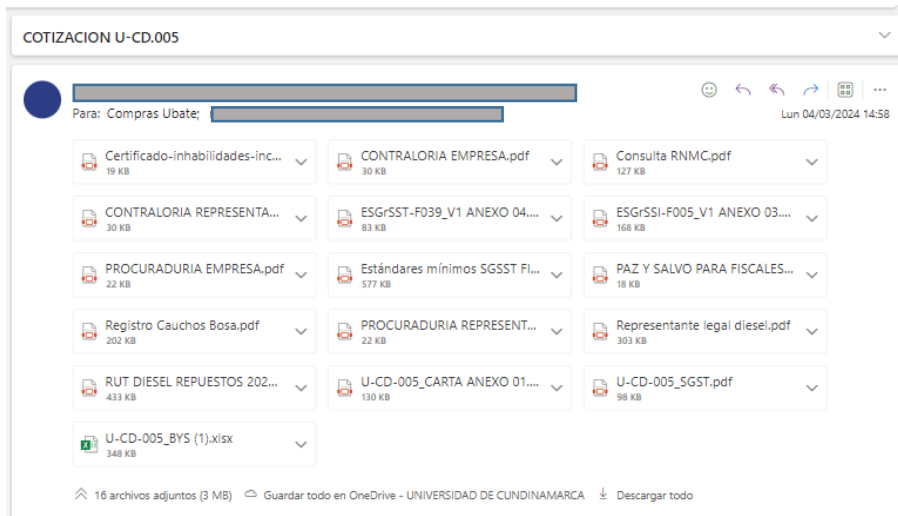 COTIZACION U-CD.005
Para: Compras Ubate;
Lun 04/03/2024 14:58
Certificado-inhabilidades-inc... CONTRALORIA EMPRESA.pdf Consulta RNMC.pdf
19 KB 30 KB 127 KB
CONTRALORIA REPRESENTA... ESGrSST-F039_V1 ANEXO 04.... ESGrSSI-F005_V1 ANEXO 03....
30 KB 83 KB 168 KB
PROCURADURIA EMPRESA.pdf Estándares mínimos SGSST FI... PAZ Y SALVO PARA FISCALES...
22 KB 577 KB 18 KB
Registro Cauchos Bosa.pdf PROCURADURIA REPRESENT... Representante legal diesel.pdf
202 KB 22 KB 303 KB
RUT DIESEL REPUESTOS 202... U-CD-005_CARTA ANEXO 01.... U-CD-005_SGST.pdf
433 KB 130 KB 98 KB
U-CD-005_BYS (1).xlsx
348 KB
16 archivos adjuntos (3 MB) Guardar todo en OneDrive - UNIVERSIDAD DE CUNDINAMARCA Descargar todo